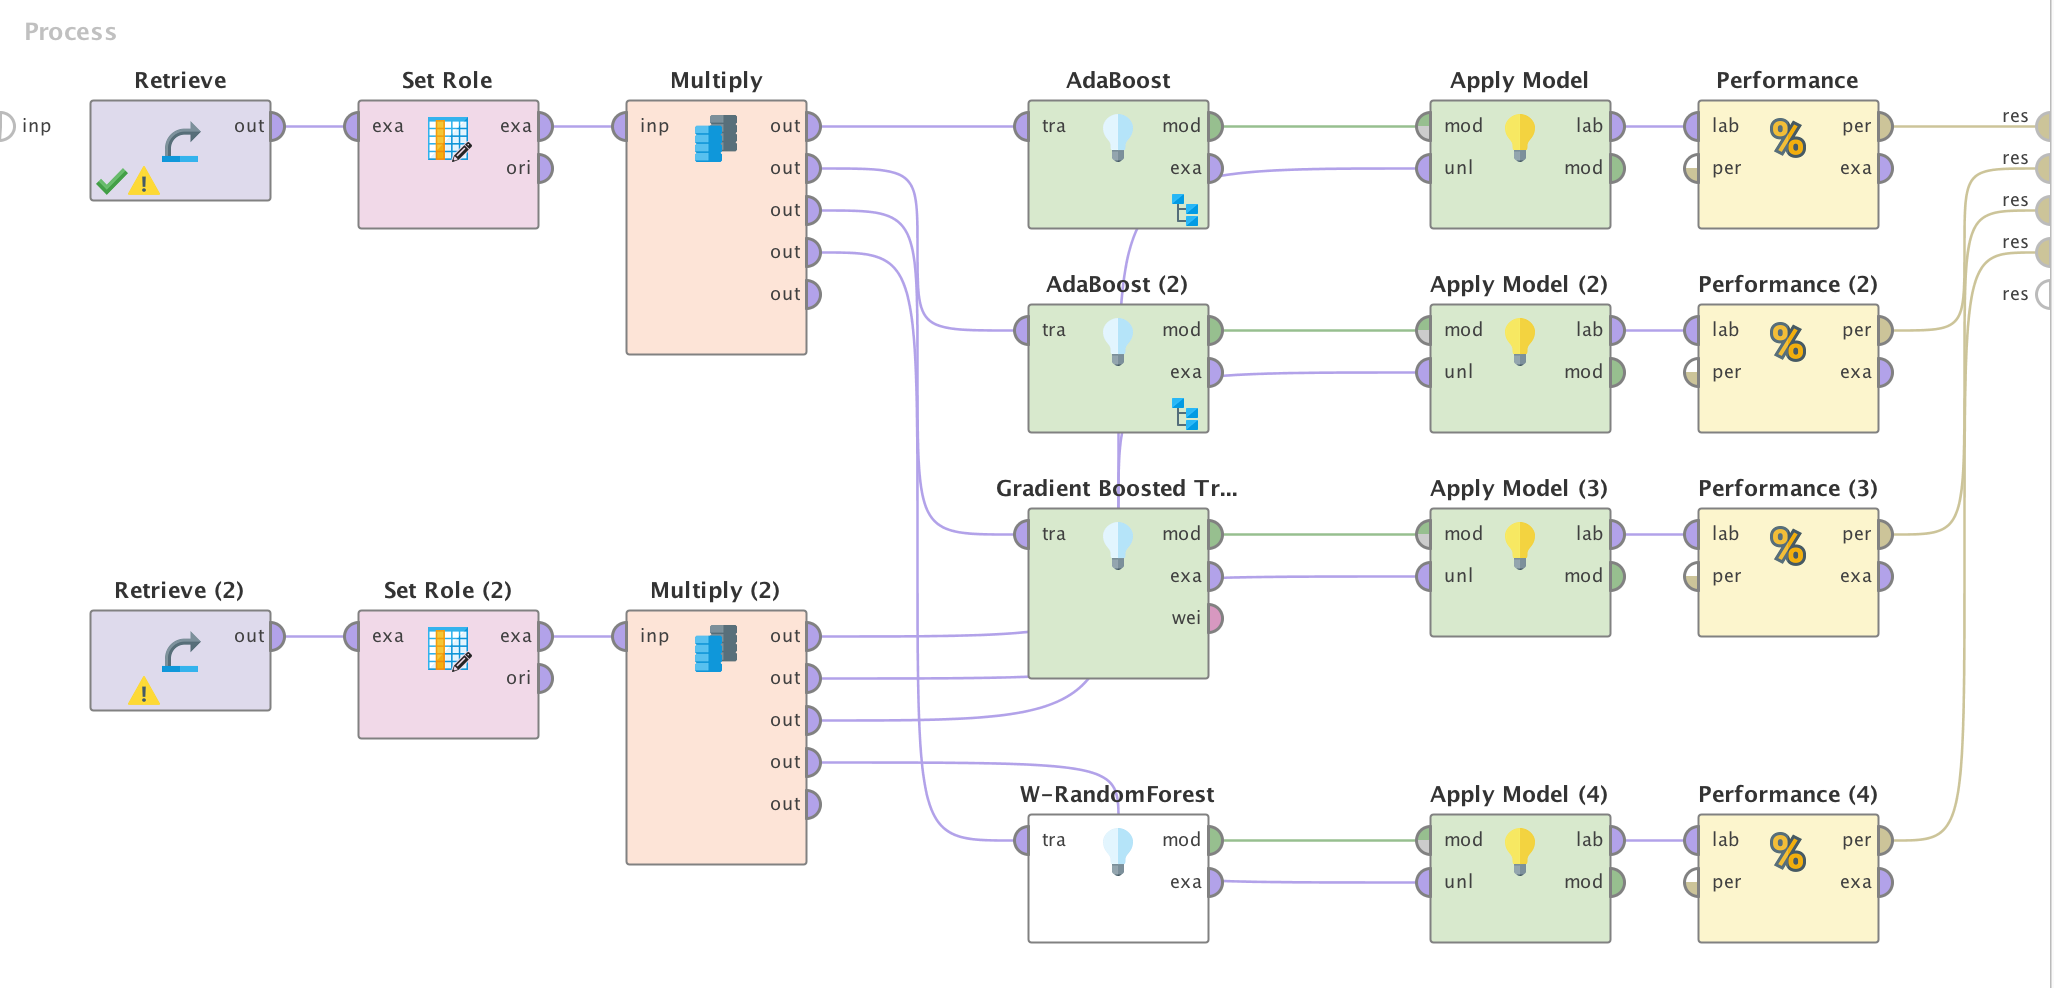 Process
inp
Retrieve
out
Set Role
exa exa
ori
Multiply
inp out
out
out
out
out
AdaBoost
tra mod
exa
Apply Model
mod lab
unl mod
Performance
lab per
per exa
res
res
res
res
res
AdaBoost (2)
tra mod
exa
Apply Model (2)
mod lab
unl mod
Performance (2)
lab per
per exa
Gradient Boosted Tr...
tra mod
exa
wei
Apply Model (3)
mod lab
unl mod
Performance (3)
lab per
per exa
Retrieve (2)
out
Set Role (2)
exa exa
ori
Multiply (2)
inp out
out
out
out
out
W-RandomForest
tra mod
exa
Apply Model (4)
mod lab
unl mod
Performance (4)
lab per
per exa